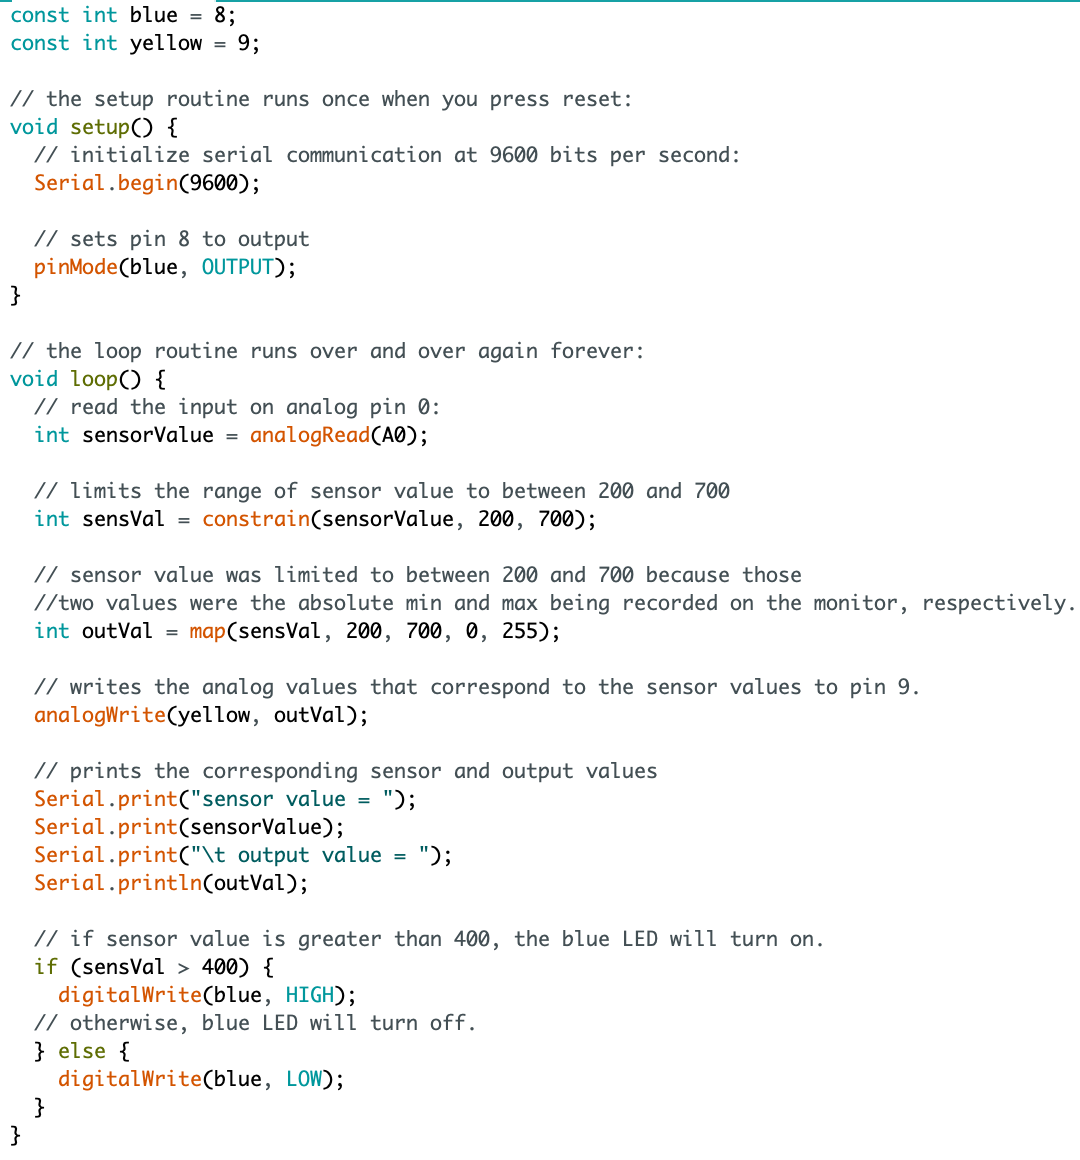 const int blue = 8;
const int yellow = 9;

// the setup routine runs once when you press reset:
void setup() {
  // initialize serial communication at 9600 bits per second:
  Serial.begin(9600);

  // sets pin 8 to output
  pinMode(blue, OUTPUT);
}

// the loop routine runs over and over again forever:
void loop() {
  // read the input on analog pin 0:
  int sensorValue = analogRead(A0);

  // limits the range of sensor value to between 200 and 700
  int sensVal = constrain(sensorValue, 200, 700);

  // sensor value was limited to between 200 and 700 because those
  //two values were the absolute min and max being recorded on the monitor, respectively.
  int outVal = map(sensVal, 200, 700, 0, 255);

  // writes the analog values that correspond to the sensor values to pin 9.
  analogWrite(yellow, outVal);

  // prints the corresponding sensor and output values
  Serial.print("sensor value = ");
  Serial.print(sensorValue);
  Serial.print("\t output value = ");
  Serial.println(outVal);

  // if sensor value is greater than 400, the blue LED will turn on.
  if (sensVal > 400) {
    digitalWrite(blue, HIGH);
  // otherwise, blue LED will turn off.
  } else {
    digitalWrite(blue, LOW);
  }
}